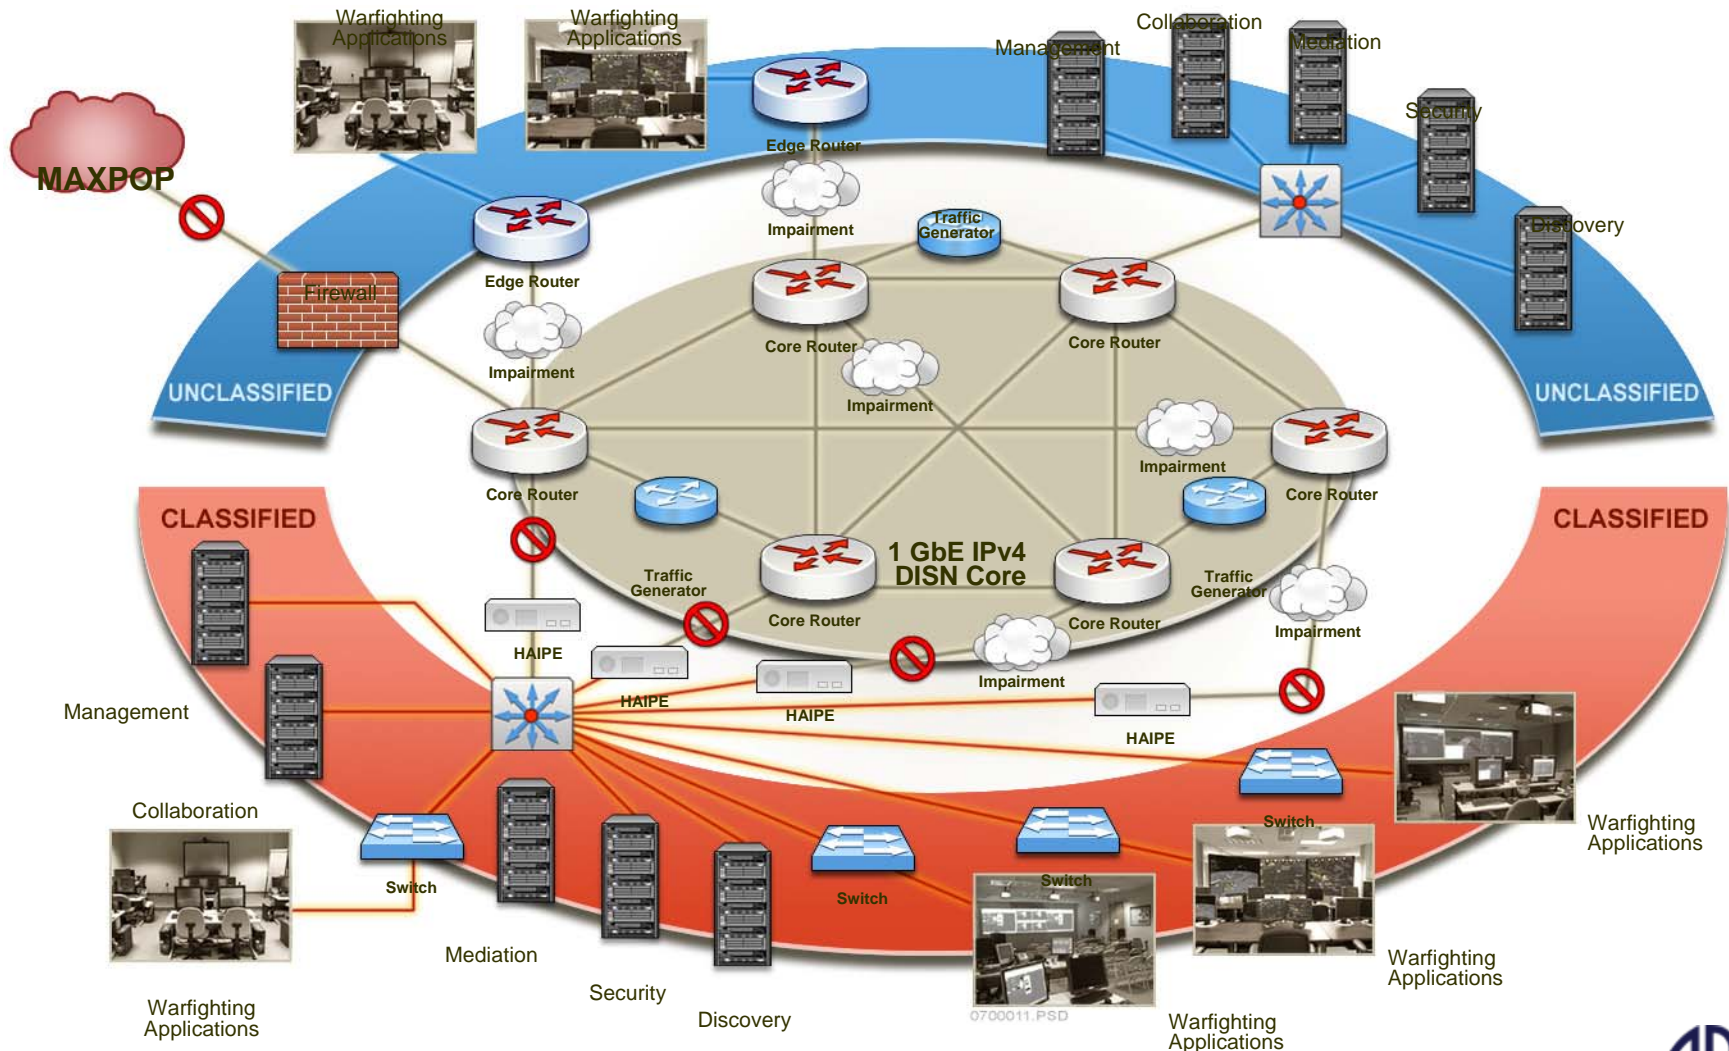 Warfighting
Applications
Warfighting
Applications
Collaboration
Management
Mediation
Security
Discovery
MAXPOP
Edge Router
Impairment
Traffic
Generator
Edge Router
Firewall
Core Router
Core Router
Impairment
Impairment
UNCLASSIFIED
UNCLASSIFIED
Impairment
Core Router
Core Router
CLASSIFIED
CLASSIFIED
1 GbE IPv4
DISN Core
Traffic
Generator
Traffic
Generator
Core Router
Core Router
Impairment
HAIPE
Impairment
HAIPE
HAIPE
HAIPE
Management
Collaboration
Switch
Switch
Switch
Switch
Warfighting
Applications
Mediation
Security
Discovery
Warfighting
Applications
Warfighting
Applications
0700011.PSD
Warfighting
Applications